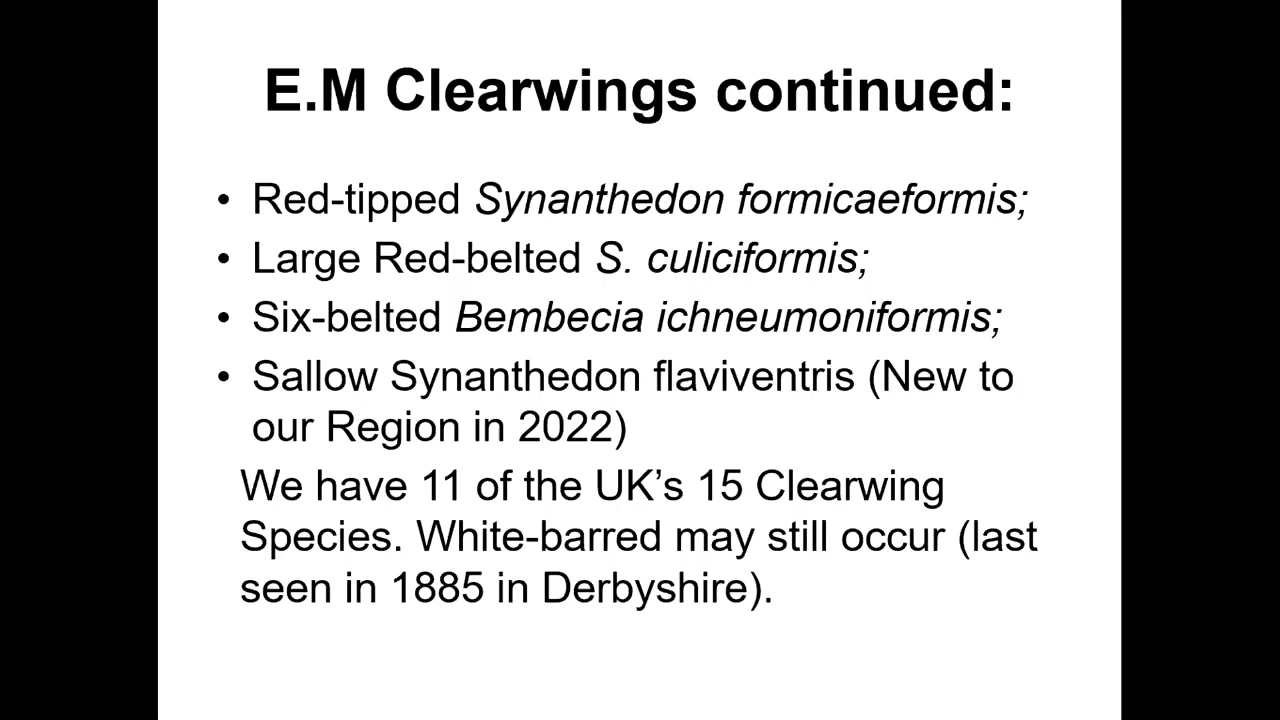 E.M Clearwings continued:
• Red-tipped Synanthedon formicaeformis;
• Large Red-belted S. culiciformis;
• Six-belted Bembecia ichneumoniformis;
• Sallow Synanthedon flaviventris (New to
our Region in 2022)
We have 11 of the UK’s 15 Clearwing
Species. White-barred may still occur (last
seen in 1885 in Derbyshire).